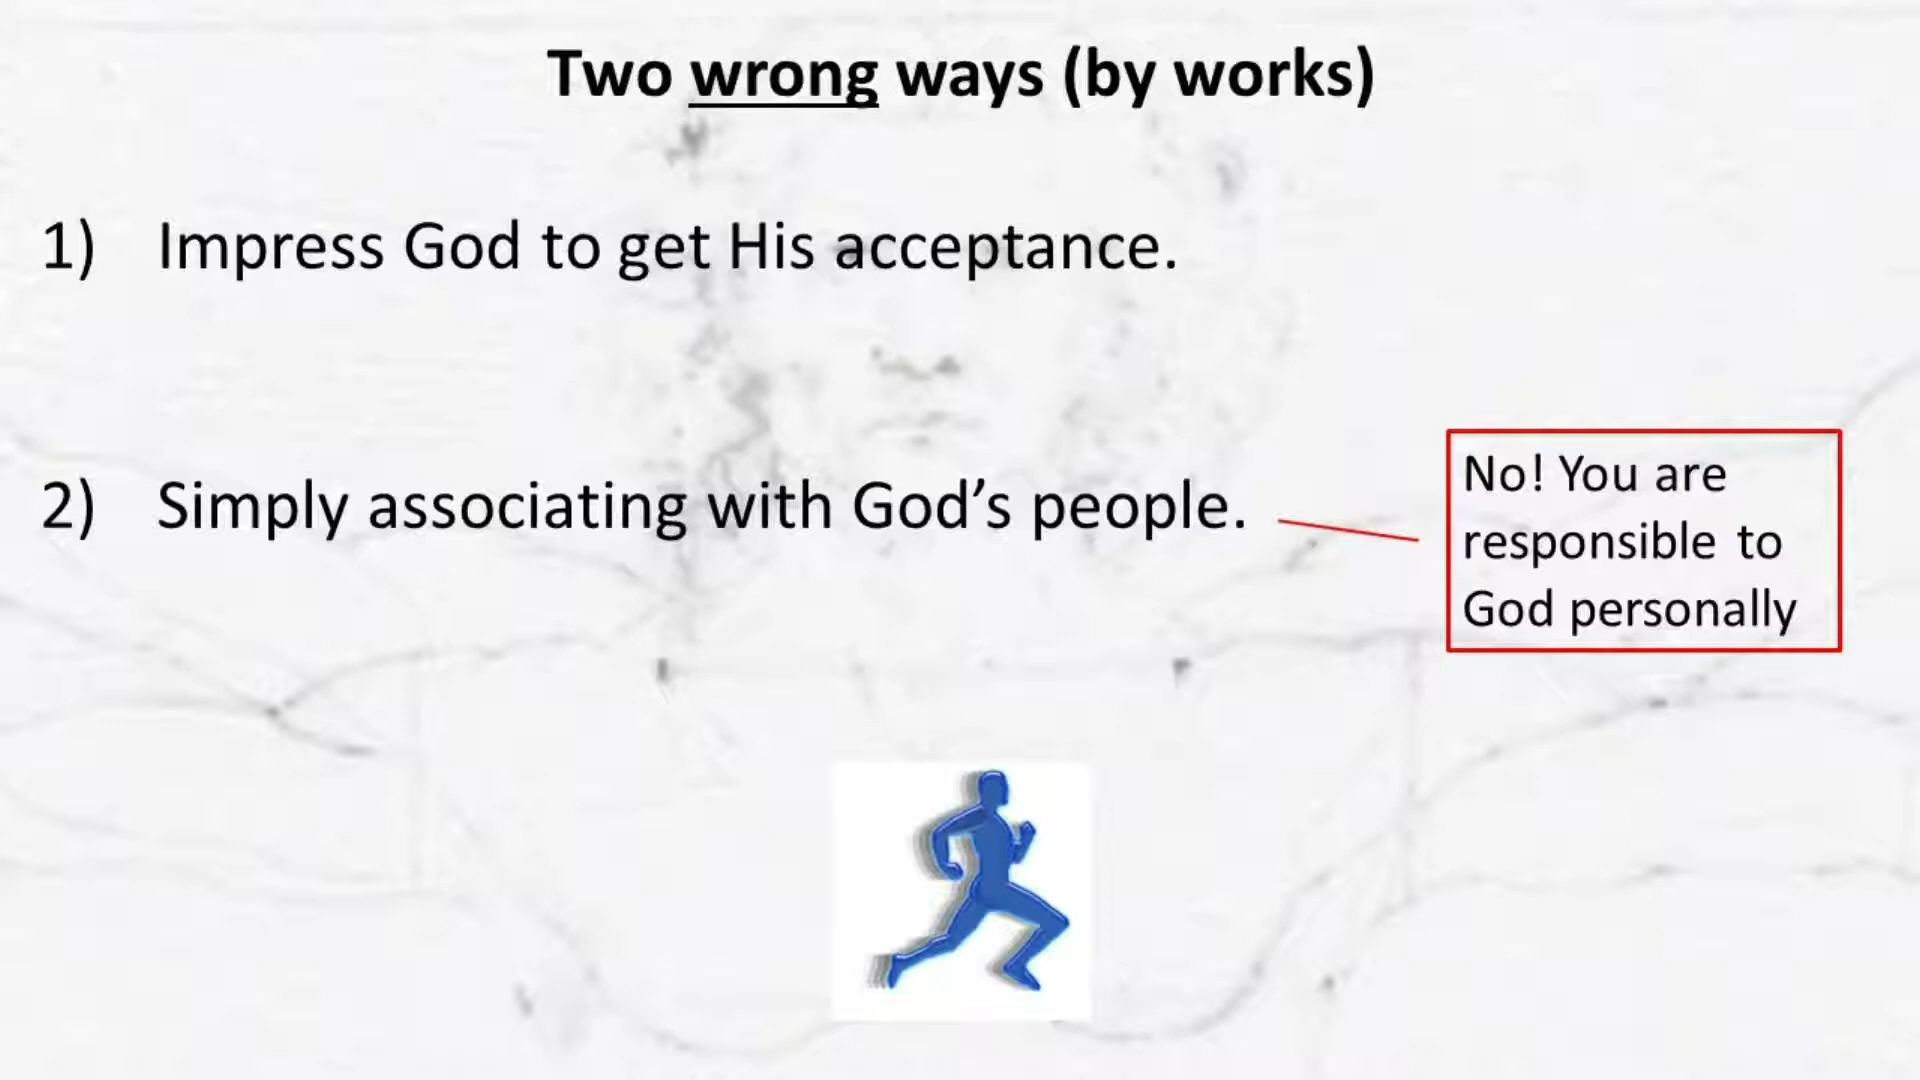 Two wrong ways (by works)
1) Impress God to get His acceptance.
2) Simply associating with God’s people.
No! You are
responsible to
God personally